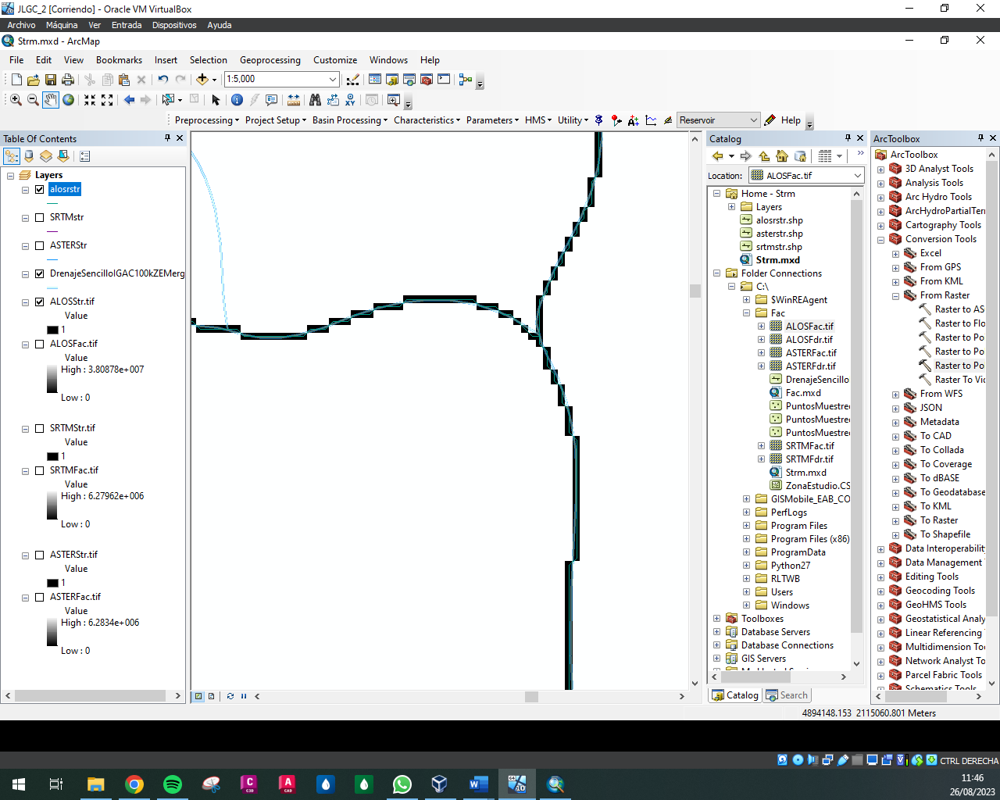 JLGC_2 [Corriendo] - Oracle VM VirtualBox
Archivo Máquina Ver Entrada Dispositivos Ayuda
Strm.mxd - ArcMap
File Edit View Bookmarks Insert Selection Geoprocessing Customize Windows Help
1:5,000
Preprocessing Project Setup Basin Processing Characteristics Parameters HMS Utility Reservoir Help
Table Of Contents
Layers
alosrstr
SRTMstr
ASTERStr
DrenajeSencilloIGAC100kZEMerg
ALOSStr.tif
Value
1
ALOSFac.tif
Value
High : 3.80878e+007
Low : 0
SRTMStr.tif
Value
1
SRTMFac.tif
Value
High : 6.27962e+006
Low : 0
ASTERStr.tif
Value
1
ASTERFac.tif
Value
High : 6.2834e+006
Low : 0
Catalog
Location: ALOSFac.tif
Home - Strm
Layers
alosrstr.shp
asterstr.shp
srtmstr.shp
Strm.mxd
Folder Connections
C:\
$WinREAgent
Fac
ALOSFac.tif
ALOSFdr.tif
ASTERFac.tif
ASTERFdr.tif
DrenajeSencillo
Fac.mxd
PuntosMuestre
PuntosMuestre
PuntosMuestre
SRTMFac.tif
SRTMFdr.tif
Strm.mxd
ZonaEstudio.CS
GISMobile_EAB_CO
PerfLogs
Program Files
Program Files (x86)
ProgramData
Python27
RLTWB
Users
Windows
Toolboxes
Database Servers
Database Connections
GIS Servers
Catalog Search
ArcToolbox
ArcToolbox
3D Analyst Tools
Analysis Tools
Arc Hydro Tools
ArcHydroPartialTerr
Cartography Tools
Conversion Tools
Excel
From GPS
From KML
From Raster
Raster to AS
Raster to Flo
Raster to Po
Raster to Po
Raster to Po
Raster To Vid
From WFS
JSON
Metadata
To CAD
To Collada
To Coverage
To dBASE
To Geodatabase
To KML
To Raster
To Shapefile
Data Interoperability
Data Management
Editing Tools
Geocoding Tools
GeoHMS Tools
Geostatistical Analy
Linear Referencing
Multidimension Too
Network Analyst To
Parcel Fabric Tools
Schematics Tools
4894148.153 2115060.801 Meters
CTRL DERECHA
11:46
26/08/2023